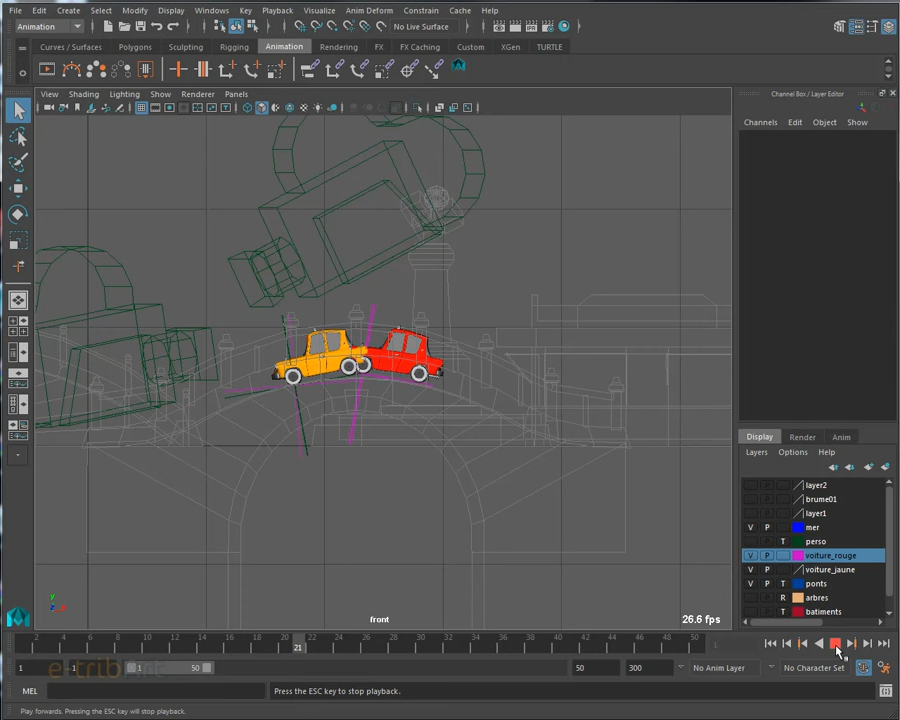 File Edit Create Select Modify Display Windows Key Playback Visualize Anim Deform Constrain Cache Help
Animation No Live Surface
Curves / Surfaces Polygons Sculpting Rigging Animation Rendering FX FX Caching Custom XGen TURTLE
Channel Box / Layer Editor
View Shading Lighting Show Renderer Panels
Channels Edit Object Show
Display Render Anim
Layers Options Help
layer2
brume01
layer1
V P mer
T perso
V P voiture_rouge
V P voiture_jaune
V P T ponts
R arbres
T batiments
y
z x
front
26.6 fps
2 4 6 8 10 12 14 16 18 20 22 24 26 28 30 32 34 36 38 40 42 44 46 48 50
21
1
1 1 1 50 50 300 No Anim Layer No Character Set
e-trib
MEL Press the ESC key to stop playback.
Play forwards. Pressing the ESC key will stop playback.